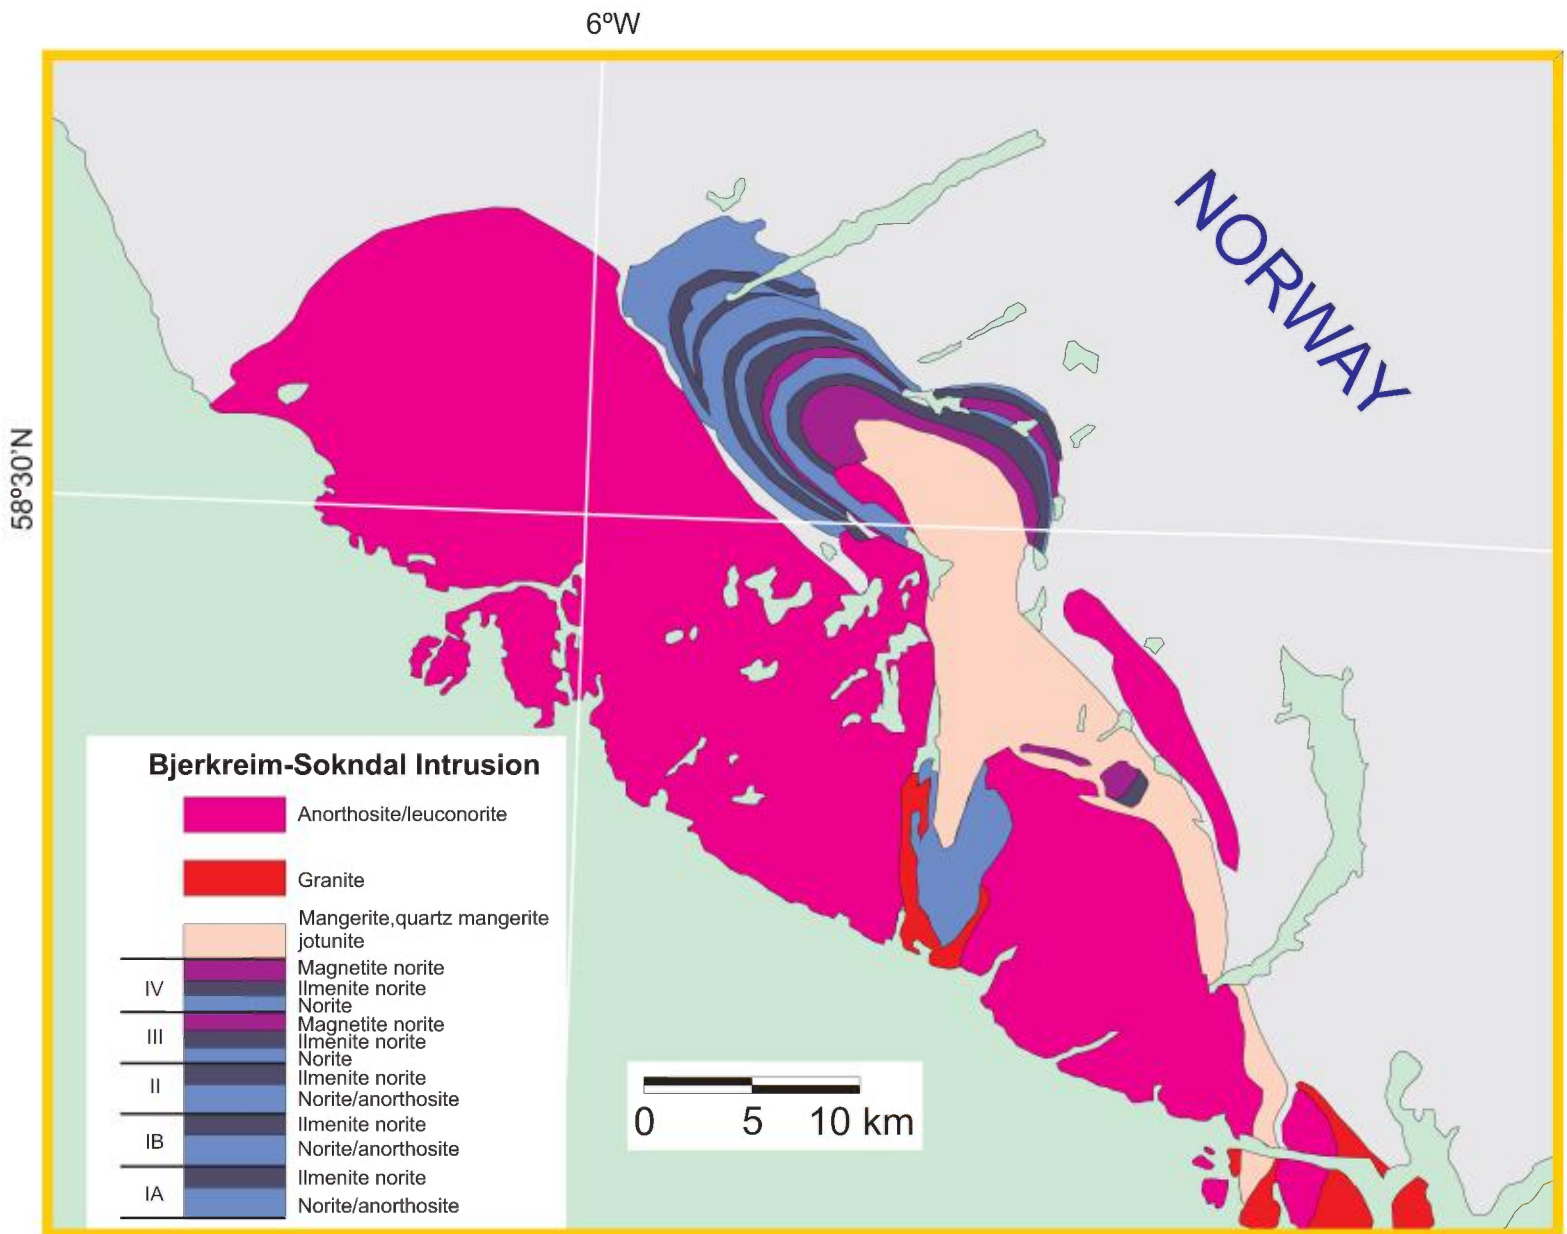 6ºW
NORWAY
58º30'N
Bjerkreim-Sokndal Intrusion
Anorthosite/leuconorite
Granite
Mangerite,quartz mangerite
jotunite
Magnetite norite
IV Ilmenite norite
Norite
Magnetite norite
III Ilmenite norite
Norite
II Ilmenite norite
Norite/anorthosite
Ilmenite norite
IB Norite/anorthosite
Ilmenite norite
IA Norite/anorthosite
0 5 10 km